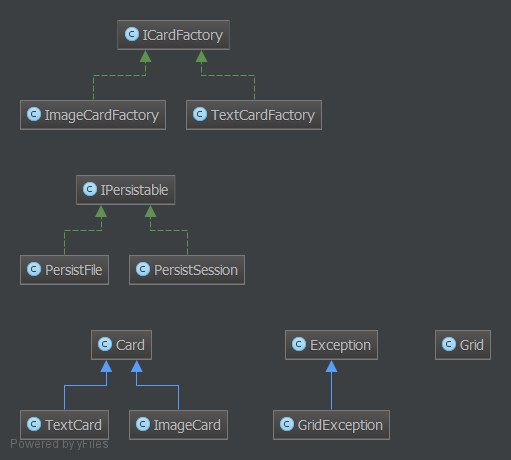 ICardFactory
ImageCardFactory
TextCardFactory
IPersistable
PersistFile
PersistSession
Card
Exception
Grid
TextCard
ImageCard
GridException
Powered by yFiles